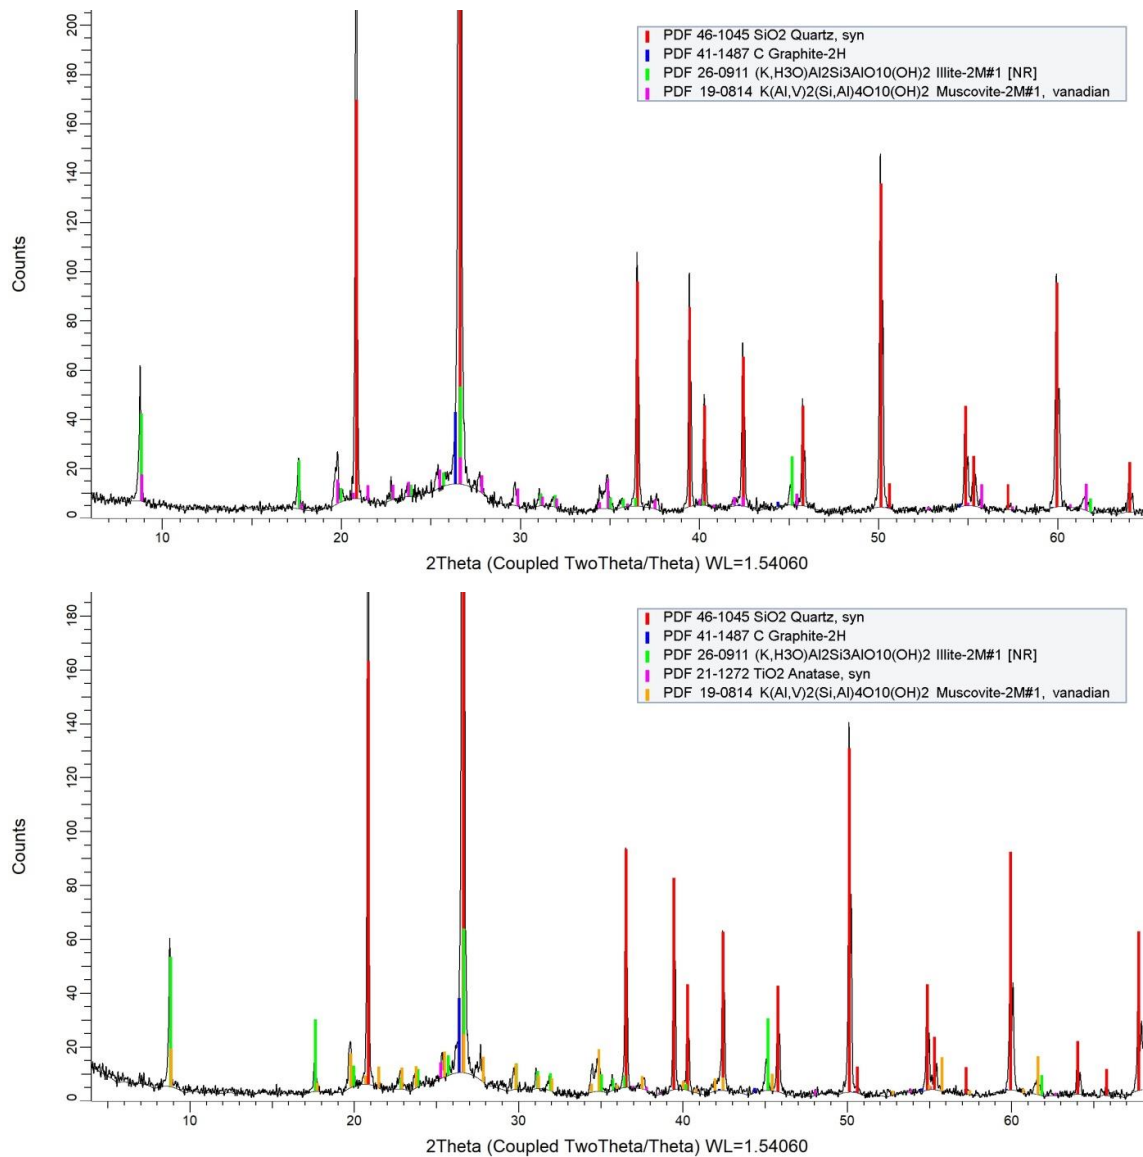 200
180
160
140
120
100
80
60
40
20
0
Counts
10 20 30 40 50 60
2Theta (Coupled TwoTheta/Theta) WL=1.54060
PDF 46-1045 SiO2 Quartz, syn
PDF 41-1487 C Graphite-2H
PDF 26-0911 (K,H3O)Al2Si3AlO10(OH)2 Illite-2M#1 [NR]
PDF 19-0814 K(Al,V)2(Si,Al)4O10(OH)2 Muscovite-2M#1, vanadian
180
160
140
120
100
80
60
40
20
0
Counts
10 20 30 40 50 60
2Theta (Coupled TwoTheta/Theta) WL=1.54060
PDF 46-1045 SiO2 Quartz, syn
PDF 41-1487 C Graphite-2H
PDF 26-0911 (K,H3O)Al2Si3AlO10(OH)2 Illite-2M#1 [NR]
PDF 21-1272 TiO2 Anatase, syn
PDF 19-0814 K(Al,V)2(Si,Al)4O10(OH)2 Muscovite-2M#1, vanadian